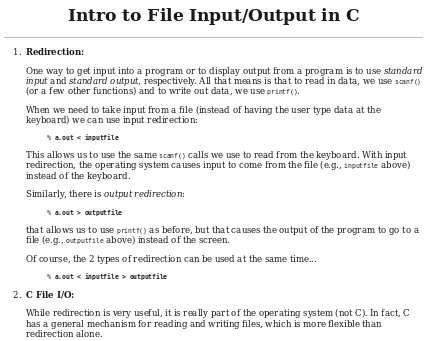 Intro to File Input/Output in C
1. Redirection:
One way to get input into a program or to display output from a program is to use standard
input and standard output, respectively. All that means is that to read in data, we use scanf()
(or a few other functions) and to write out data, we use printf().
When we need to take input from a file (instead of having the user type data at the
keyboard) we can use input redirection:
% a.out < inputfile
This allows us to use the same scanf() calls we use to read from the keyboard. With input
redirection, the operating system causes input to come from the file (e.g., inputfile above)
instead of the keyboard.
Similarly, there is output redirection:
% a.out > outputfile
that allows us to use printf() as before, but that causes the output of the program to go to a
file (e.g., outputfile above) instead of the screen.
Of course, the 2 types of redirection can be used at the same time...
% a.out < inputfile > outputfile
2. C File I/O:
While redirection is very useful, it is really part of the operating system (not C). In fact, C
has a general mechanism for reading and writing files, which is more flexible than
redirection alone.